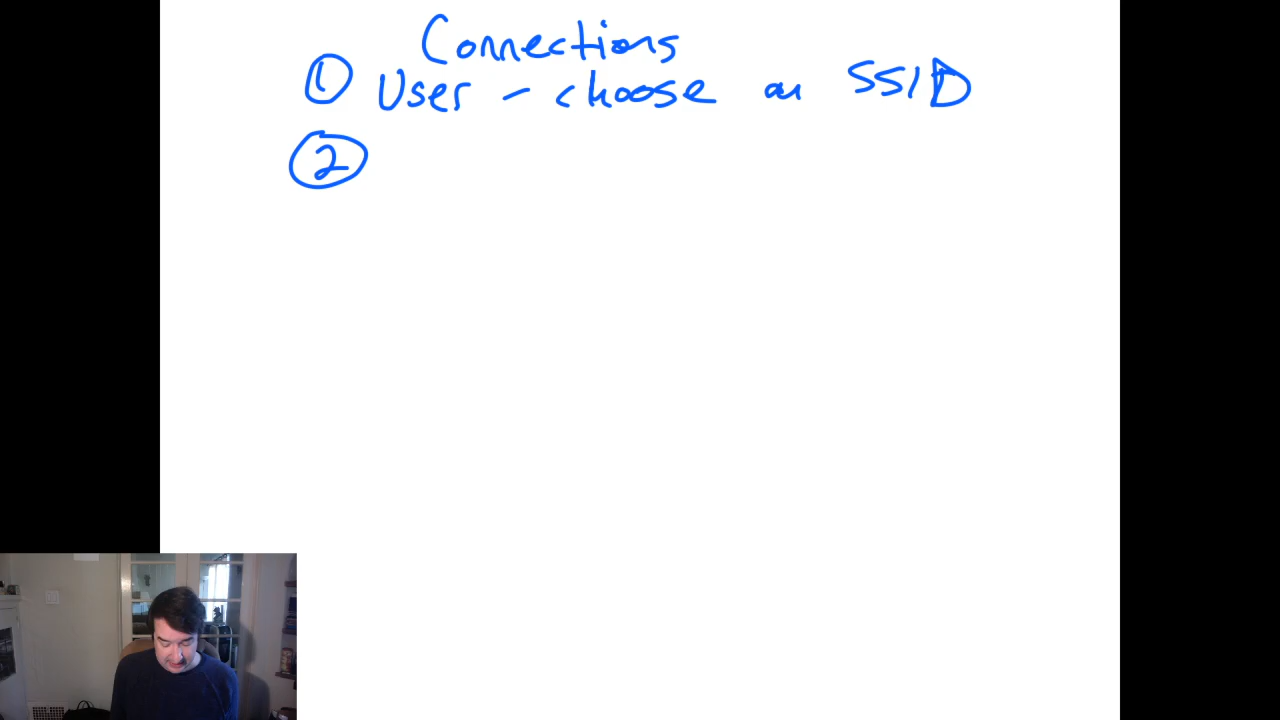 Connections
① User - choose an SSID
②